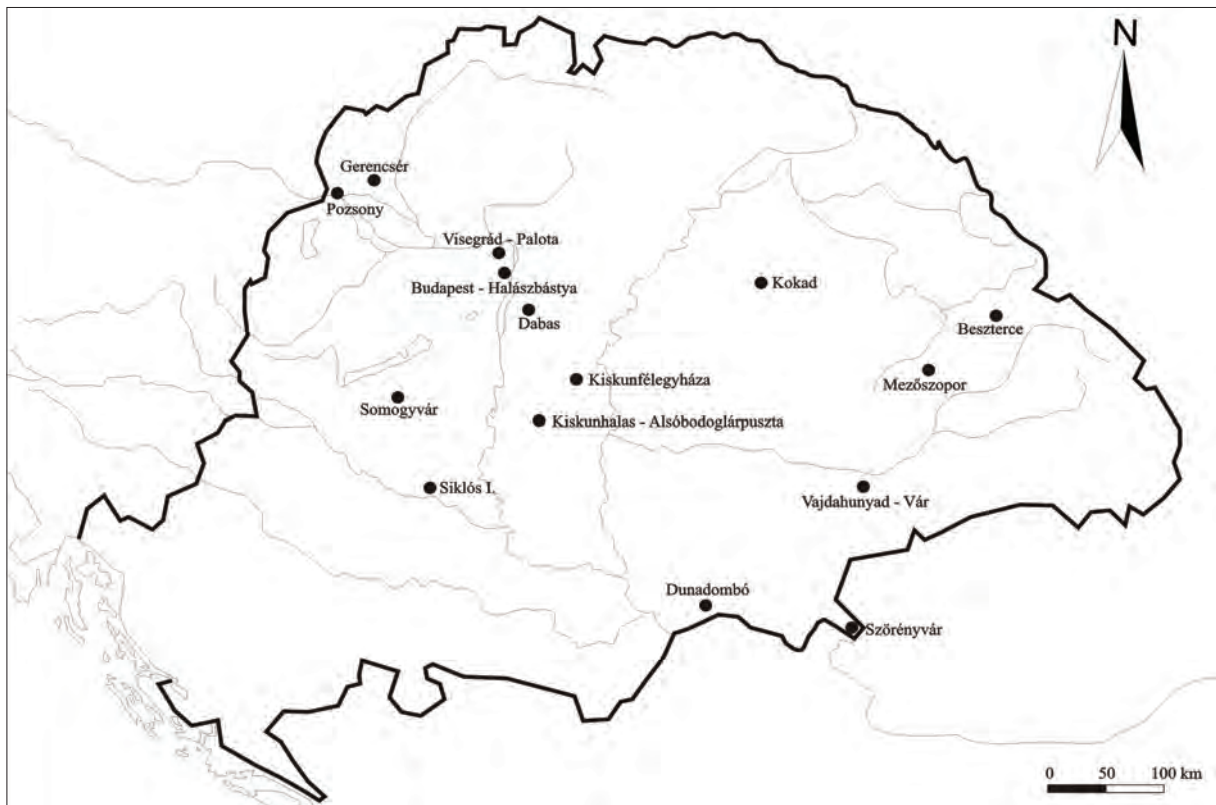 N
Gerencsér
Pozsony
Visegrád - Palota
Budapest - Halászbástya
Dabas
Kokad
Beszterce
Kiskunfélegyháza
Mezőszopor
Somogyvár
Kiskunhalas - Alsóbodoglárpuszta
Siklós I.
Vajdahunyad - Vár
Dunadombó
Szörényvár
0 50 100 km